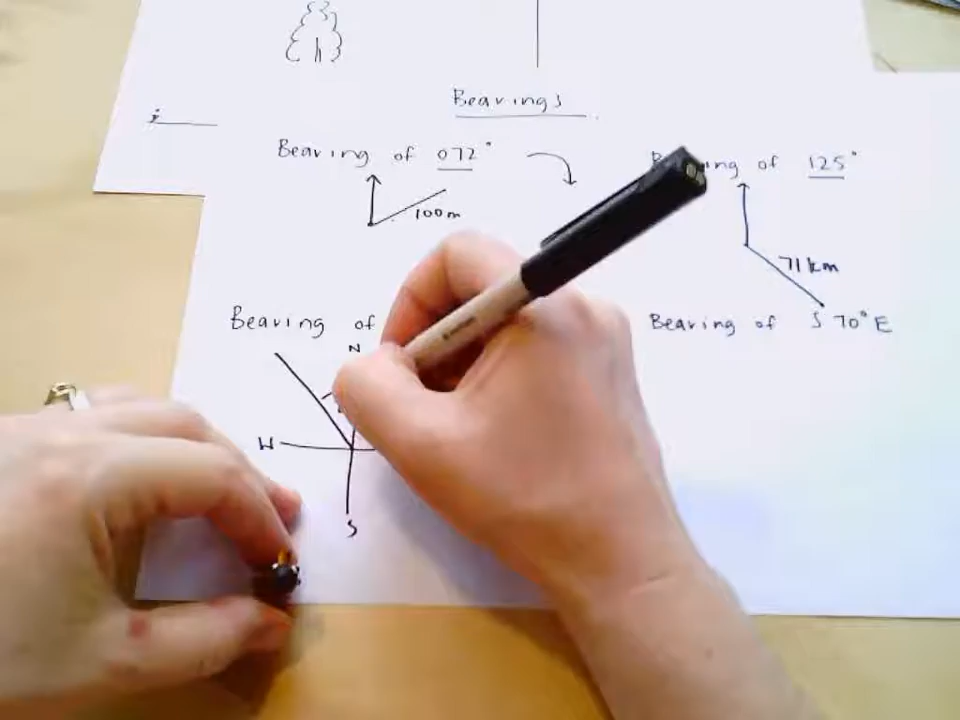 Bearings
Bearing of 072°
100m
Bearing of 125°
71km
Bearing of
N
W
S
Bearing of S 70° E